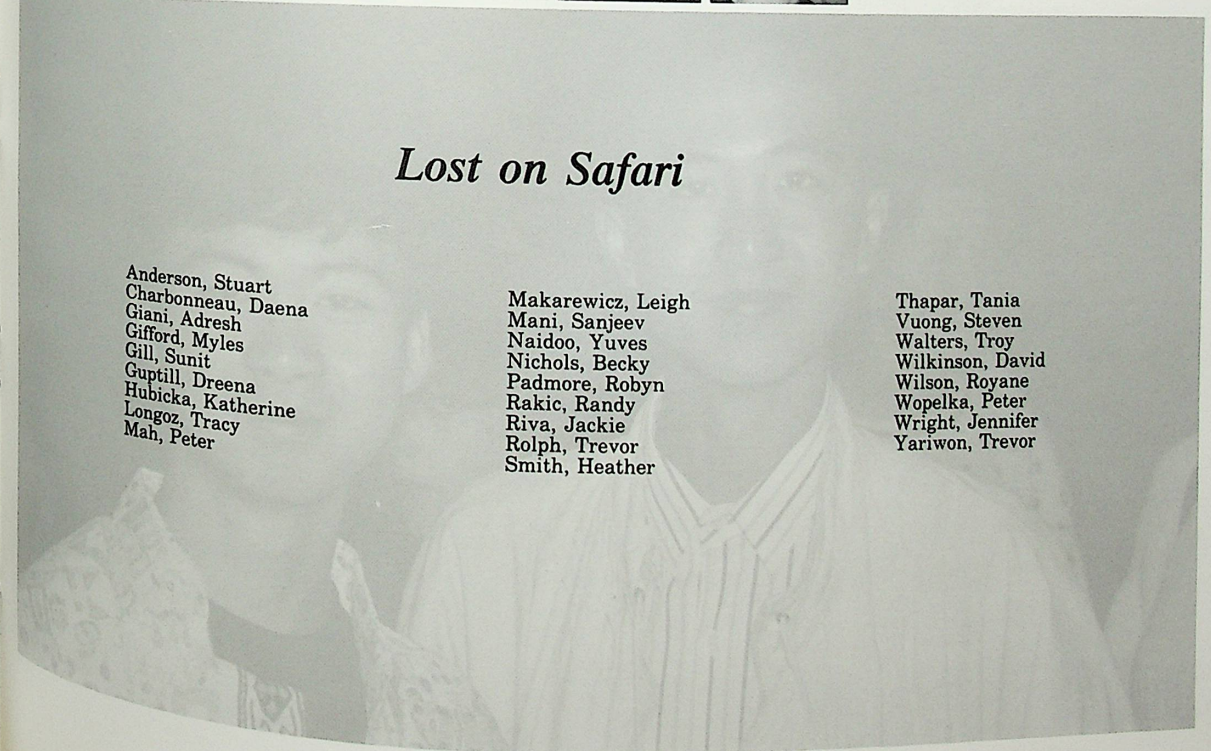 Lost on Safari
Anderson, Stuart
Charbonneau, Daena
Giani, Adresh
Gifford, Myles
Gill, Sunit
Guptill, Dreena
Hubicka, Katherine
Longoz, Tracy
Mah, Peter
Makarewicz, Leigh
Mani, Sanjeev
Naidoo, Yuves
Nichols, Becky
Padmore, Robyn
Rakic, Randy
Riva, Jackie
Rolph, Trevor
Smith, Heather
Thapar, Tania
Vuong, Steven
Walters, Troy
Wilkinson, David
Wilson, Royane
Wopelka, Peter
Wright, Jennifer
Yariwon, Trevor